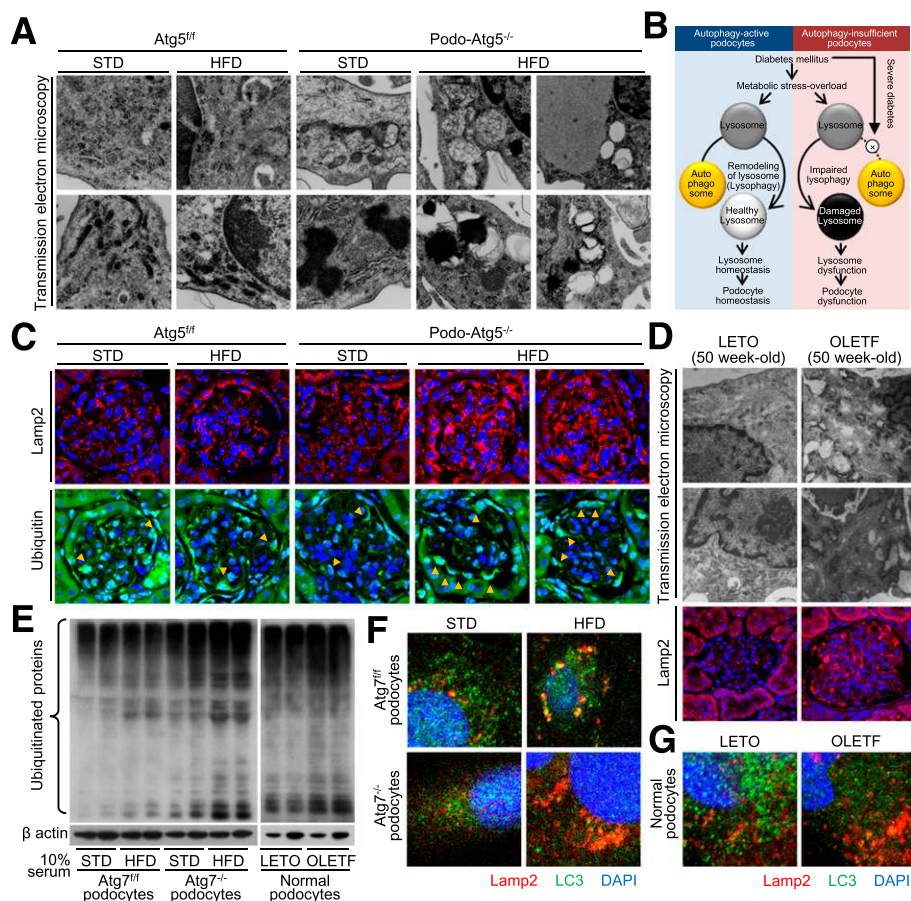 A
Atg5f/f
Podo-Atg5-/-
STD
HFD
STD
HFD
Transmission electron microscopy
B
Autophagy-active
podocytes
Autophagy-insufficient
podocytes
Diabetes mellitus
Metabolic stress-overload
Severe diabetes
Lysosome
Lysosome
×
Auto
phago
some
Remodeling
of lysosome
(Lysophagy)
Impaired
lysophagy
Auto
phago
some
Healthy
Lysosome
Damaged
Lysosome
Lysosome
homeostasis
Lysosome
dysfunction
Podocyte
homeostasis
Podocyte
dysfunction
C
Atg5f/f
Podo-Atg5-/-
STD
HFD
STD
HFD
Lamp2
Ubiquitin
D
LETO
(50 week-old)
OLETF
(50 week-old)
Transmission electron microscopy
Lamp2
E
Ubiquitinated proteins
β actin
10%
serum
STD HFD STD HFD LETO OLETF
Atg7f/f
podocytes
Atg7-/-
podocytes
Normal
podocytes
F
STD
HFD
Atg7f/f
podocytes
Atg7-/-
podocytes
Lamp2 LC3 DAPI
G
LETO
OLETF
Normal
podocytes
Lamp2 LC3 DAPI